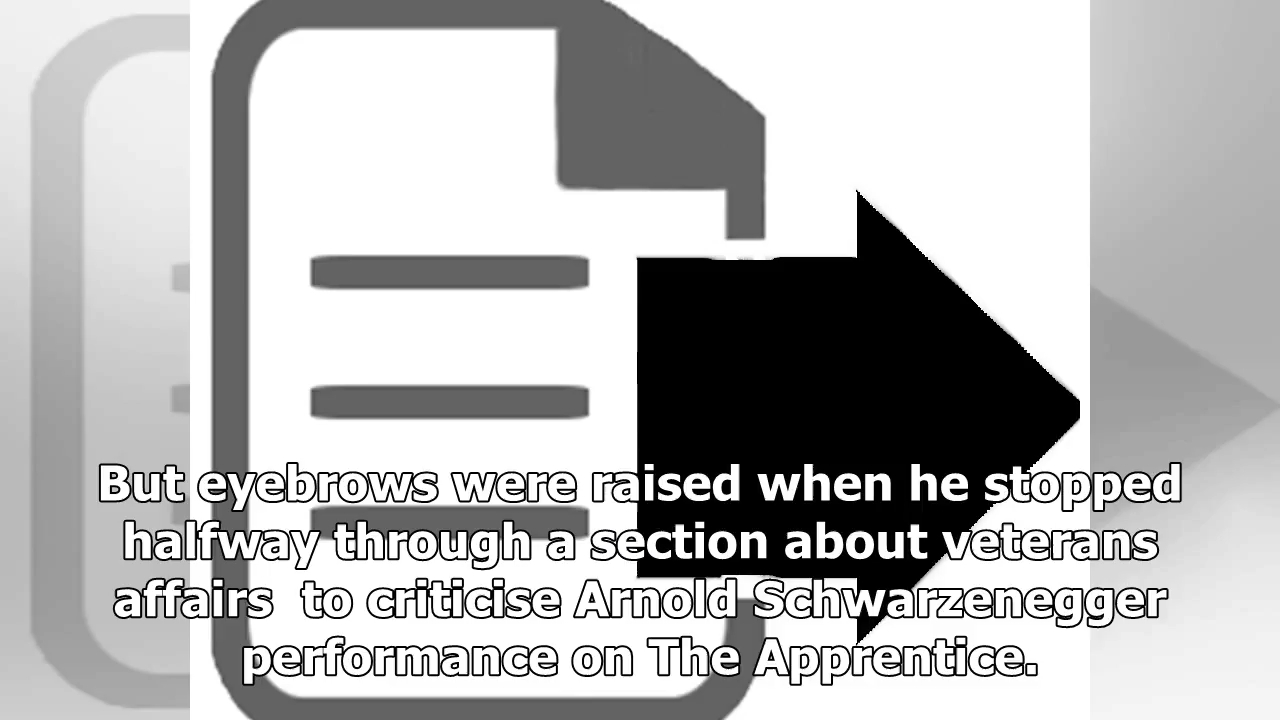 But eyebrows were raised when he stopped
halfway through a section about veterans
affairs  to criticise Arnold Schwarzenegger
performance on The Apprentice.